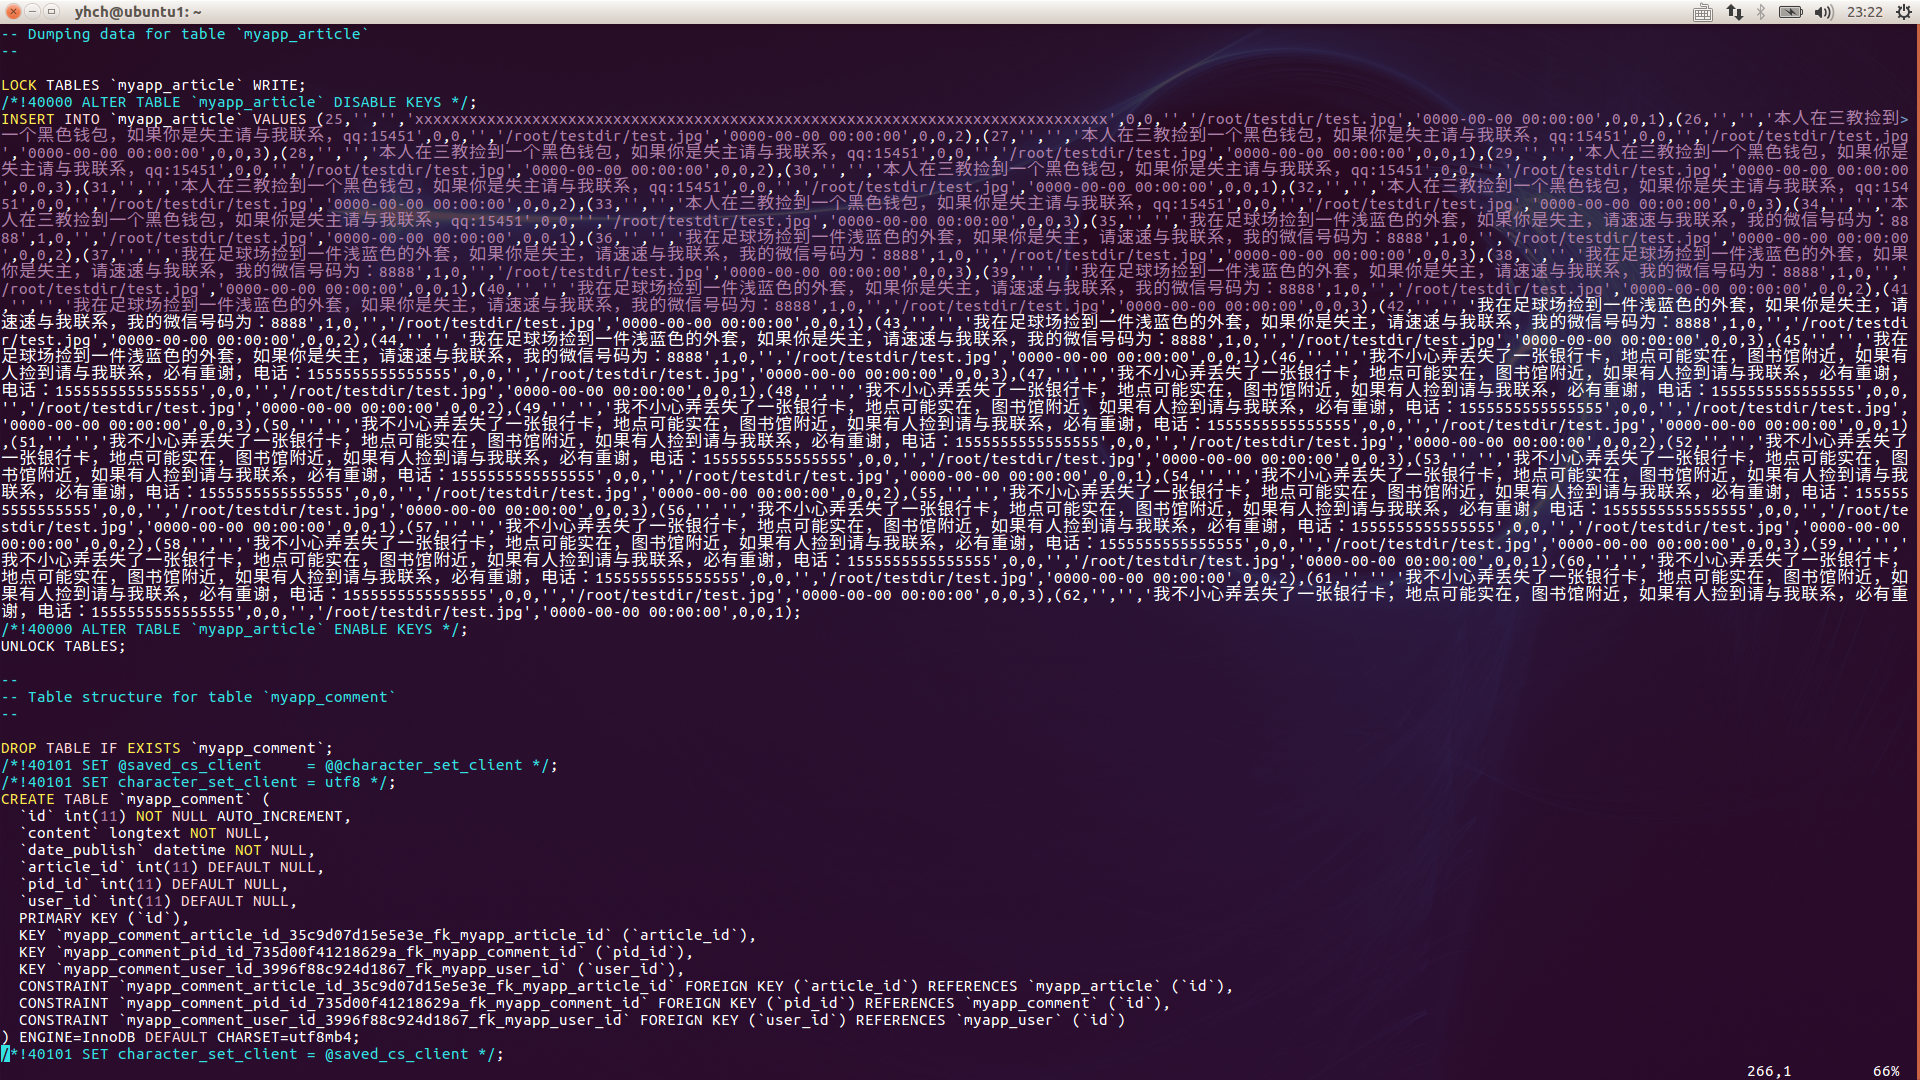 yhch@ubuntu1: ~
23:22
-- Dumping data for table `myapp_article`
--
LOCK TABLES `myapp_article` WRITE;
/*!40000 ALTER TABLE `myapp_article` DISABLE KEYS */;
INSERT INTO `myapp_article` VALUES (25,'','','xxxxxxxxxxxxxxxxxxxxxxxxxxxxxxxxxxxxxxxxxxxxxxxxxxxxxxxxxxxxxxxxxxxxxxxxxxxxx',0,0,'','/root/testdir/test.jpg','0000-00-00 00:00:00',0,0,1),(26,'','','本人在三教捡到>
一个黑色钱包，如果你是失主请与我联系，qq:15451',0,0,'','/root/testdir/test.jpg','0000-00-00 00:00:00',0,0,2),(27,'','','本人在三教捡到一个黑色钱包，如果你是失主请与我联系，qq:15451',0,0,'','/root/testdir/test.jpg
','0000-00-00 00:00:00',0,0,3),(28,'','','本人在三教捡到一个黑色钱包，如果你是失主请与我联系，qq:15451',0,0,'','/root/testdir/test.jpg','0000-00-00 00:00:00',0,0,1),(29,'','','本人在三教捡到一个黑色钱包，如果你是
失主请与我联系，qq:15451',0,0,'','/root/testdir/test.jpg','0000-00-00 00:00:00',0,0,2),(30,'','','本人在三教捡到一个黑色钱包，如果你是失主请与我联系，qq:15451',0,0,'','/root/testdir/test.jpg','0000-00-00 00:00:00
',0,0,3),(31,'','','本人在三教捡到一个黑色钱包，如果你是失主请与我联系，qq:15451',0,0,'','/root/testdir/test.jpg','0000-00-00 00:00:00',0,0,1),(32,'','','本人在三教捡到一个黑色钱包，如果你是失主请与我联系，qq:154
51',0,0,'','/root/testdir/test.jpg','0000-00-00 00:00:00',0,0,2),(33,'','','本人在三教捡到一个黑色钱包，如果你是失主请与我联系，qq:15451',0,0,'','/root/testdir/test.jpg','0000-00-00 00:00:00',0,0,3),(34,'','','本
人在三教捡到一个黑色钱包，如果你是失主请与我联系，qq:15451',0,0,'','/root/testdir/test.jpg','0000-00-00 00:00:00',0,0,3),(35,'','','我在足球场捡到一件浅蓝色的外套，如果你是失主，请速速与我联系，我的微信号码为：88
88',1,0,'','/root/testdir/test.jpg','0000-00-00 00:00:00',0,0,1),(36,'','','我在足球场捡到一件浅蓝色的外套，如果你是失主，请速速与我联系，我的微信号码为：8888',1,0,'','/root/testdir/test.jpg','0000-00-00 00:00:00'
,0,0,2),(37,'','','我在足球场捡到一件浅蓝色的外套，如果你是失主，请速速与我联系，我的微信号码为：8888',1,0,'','/root/testdir/test.jpg','0000-00-00 00:00:00',0,0,3),(38,'','','我在足球场捡到一件浅蓝色的外套，如果
你是失主，请速速与我联系，我的微信号码为：8888',1,0,'','/root/testdir/test.jpg','0000-00-00 00:00:00',0,0,3),(39,'','','我在足球场捡到一件浅蓝色的外套，如果你是失主，请速速与我联系，我的微信号码为：8888',1,0,'','
/root/testdir/test.jpg','0000-00-00 00:00:00',0,0,1),(40,'','','我在足球场捡到一件浅蓝色的外套，如果你是失主，请速速与我联系，我的微信号码为：8888',1,0,'','/root/testdir/test.jpg','0000-00-00 00:00:00',0,0,2),(41
,'','','我在足球场捡到一件浅蓝色的外套，如果你是失主，请速速与我联系，我的微信号码为：8888',1,0,'','/root/testdir/test.jpg','0000-00-00 00:00:00',0,0,3),(42,'','','我在足球场捡到一件浅蓝色的外套，如果你是失主，请
速速与我联系，我的微信号码为：8888',1,0,'','/root/testdir/test.jpg','0000-00-00 00:00:00',0,0,1),(43,'','','我在足球场捡到一件浅蓝色的外套，如果你是失主，请速速与我联系，我的微信号码为：8888',1,0,'','/root/testdi
r/test.jpg','0000-00-00 00:00:00',0,0,2),(44,'','','我在足球场捡到一件浅蓝色的外套，如果你是失主，请速速与我联系，我的微信号码为：8888',1,0,'','/root/testdir/test.jpg','0000-00-00 00:00:00',0,0,3),(45,'','','我在
足球场捡到一件浅蓝色的外套，如果你是失主，请速速与我联系，我的微信号码为：8888',1,0,'','/root/testdir/test.jpg','0000-00-00 00:00:00',0,0,1),(46,'','','我不小心弄丢失了一张银行卡，地点可能实在，图书馆附近，如果有
人捡到请与我联系，必有重谢，电话：1555555555555555',0,0,'','/root/testdir/test.jpg','0000-00-00 00:00:00',0,0,3),(47,'','','我不小心弄丢失了一张银行卡，地点可能实在，图书馆附近，如果有人捡到请与我联系，必有重谢，
电话：1555555555555555',0,0,'','/root/testdir/test.jpg','0000-00-00 00:00:00',0,0,1),(48,'','','我不小心弄丢失了一张银行卡，地点可能实在，图书馆附近，如果有人捡到请与我联系，必有重谢，电话：1555555555555555',0,0,
'','/root/testdir/test.jpg','0000-00-00 00:00:00',0,0,2),(49,'','','我不小心弄丢失了一张银行卡，地点可能实在，图书馆附近，如果有人捡到请与我联系，必有重谢，电话：1555555555555555',0,0,'','/root/testdir/test.jpg',
'0000-00-00 00:00:00',0,0,3),(50,'','','我不小心弄丢失了一张银行卡，地点可能实在，图书馆附近，如果有人捡到请与我联系，必有重谢，电话：1555555555555555',0,0,'','/root/testdir/test.jpg','0000-00-00 00:00:00',0,0,1)
,(51,'','','我不小心弄丢失了一张银行卡，地点可能实在，图书馆附近，如果有人捡到请与我联系，必有重谢，电话：1555555555555555',0,0,'','/root/testdir/test.jpg','0000-00-00 00:00:00',0,0,2),(52,'','','我不小心弄丢失了
一张银行卡，地点可能实在，图书馆附近，如果有人捡到请与我联系，必有重谢，电话：1555555555555555',0,0,'','/root/testdir/test.jpg','0000-00-00 00:00:00',0,0,3),(53,'','','我不小心弄丢失了一张银行卡，地点可能实在，图
书馆附近，如果有人捡到请与我联系，必有重谢，电话：1555555555555555',0,0,'','/root/testdir/test.jpg','0000-00-00 00:00:00',0,0,1),(54,'','','我不小心弄丢失了一张银行卡，地点可能实在，图书馆附近，如果有人捡到请与我
联系，必有重谢，电话：1555555555555555',0,0,'','/root/testdir/test.jpg','0000-00-00 00:00:00',0,0,2),(55,'','','我不小心弄丢失了一张银行卡，地点可能实在，图书馆附近，如果有人捡到请与我联系，必有重谢，电话：155555
5555555555',0,0,'','/root/testdir/test.jpg','0000-00-00 00:00:00',0,0,3),(56,'','','我不小心弄丢失了一张银行卡，地点可能实在，图书馆附近，如果有人捡到请与我联系，必有重谢，电话：1555555555555555',0,0,'','/root/te
stdir/test.jpg','0000-00-00 00:00:00',0,0,1),(57,'','','我不小心弄丢失了一张银行卡，地点可能实在，图书馆附近，如果有人捡到请与我联系，必有重谢，电话：1555555555555555',0,0,'','/root/testdir/test.jpg','0000-00-00 
00:00:00',0,0,2),(58,'','','我不小心弄丢失了一张银行卡，地点可能实在，图书馆附近，如果有人捡到请与我联系，必有重谢，电话：1555555555555555',0,0,'','/root/testdir/test.jpg','0000-00-00 00:00:00',0,0,3),(59,'','','
我不小心弄丢失了一张银行卡，地点可能实在，图书馆附近，如果有人捡到请与我联系，必有重谢，电话：1555555555555555',0,0,'','/root/testdir/test.jpg','0000-00-00 00:00:00',0,0,1),(60,'','','我不小心弄丢失了一张银行卡，
地点可能实在，图书馆附近，如果有人捡到请与我联系，必有重谢，电话：1555555555555555',0,0,'','/root/testdir/test.jpg','0000-00-00 00:00:00',0,0,2),(61,'','','我不小心弄丢失了一张银行卡，地点可能实在，图书馆附近，如
果有人捡到请与我联系，必有重谢，电话：1555555555555555',0,0,'','/root/testdir/test.jpg','0000-00-00 00:00:00',0,0,3),(62,'','','我不小心弄丢失了一张银行卡，地点可能实在，图书馆附近，如果有人捡到请与我联系，必有重
谢，电话：1555555555555555',0,0,'','/root/testdir/test.jpg','0000-00-00 00:00:00',0,0,1);
/*!40000 ALTER TABLE `myapp_article` ENABLE KEYS */;
UNLOCK TABLES;
--
-- Table structure for table `myapp_comment`
--
DROP TABLE IF EXISTS `myapp_comment`;
/*!40101 SET @saved_cs_client     = @@character_set_client */;
/*!40101 SET character_set_client = utf8 */;
CREATE TABLE `myapp_comment` (
  `id` int(11) NOT NULL AUTO_INCREMENT,
  `content` longtext NOT NULL,
  `date_publish` datetime NOT NULL,
  `article_id` int(11) DEFAULT NULL,
  `pid_id` int(11) DEFAULT NULL,
  `user_id` int(11) DEFAULT NULL,
  PRIMARY KEY (`id`),
  KEY `myapp_comment_article_id_35c9d07d15e5e3e_fk_myapp_article_id` (`article_id`),
  KEY `myapp_comment_pid_id_735d00f41218629a_fk_myapp_comment_id` (`pid_id`),
  KEY `myapp_comment_user_id_3996f88c924d1867_fk_myapp_user_id` (`user_id`),
  CONSTRAINT `myapp_comment_article_id_35c9d07d15e5e3e_fk_myapp_article_id` FOREIGN KEY (`article_id`) REFERENCES `myapp_article` (`id`),
  CONSTRAINT `myapp_comment_pid_id_735d00f41218629a_fk_myapp_comment_id` FOREIGN KEY (`pid_id`) REFERENCES `myapp_comment` (`id`),
  CONSTRAINT `myapp_comment_user_id_3996f88c924d1867_fk_myapp_user_id` FOREIGN KEY (`user_id`) REFERENCES `myapp_user` (`id`)
) ENGINE=InnoDB DEFAULT CHARSET=utf8mb4;
/*!40101 SET character_set_client = @saved_cs_client */;
266,1 66%